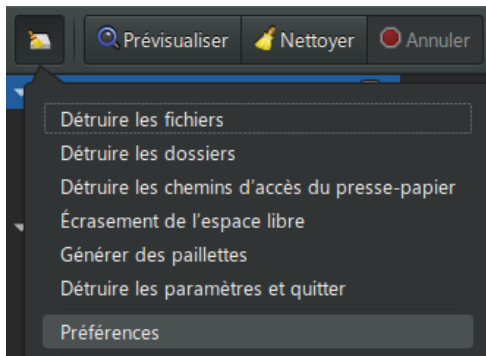 Prévisualiser Nettoyer Annuler
Détruire les fichiers
Détruire les dossiers
Détruire les chemins d'accès du presse-papier
Écrasement de l'espace libre
Générer des paillettes
Détruire les paramètres et quitter
Préférences